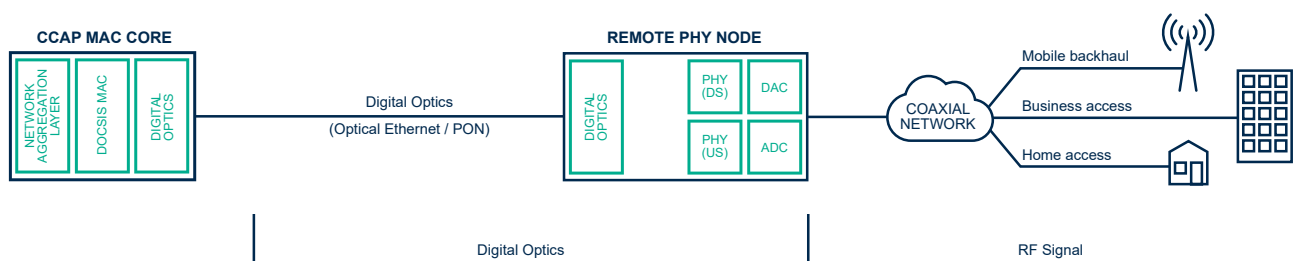 CCAP MAC CORE
NETWORK
AGGREGATION
LAYER
DOCSIS MAC
DIGITAL
OPTICS
Digital Optics
(Optical Ethernet / PON)
REMOTE PHY NODE
DIGITAL
OPTICS
PHY
(DS)
DAC
PHY
(US)
ADC
COAXIAL
NETWORK
Mobile backhaul
Business access
Home access
Digital Optics
RF Signal